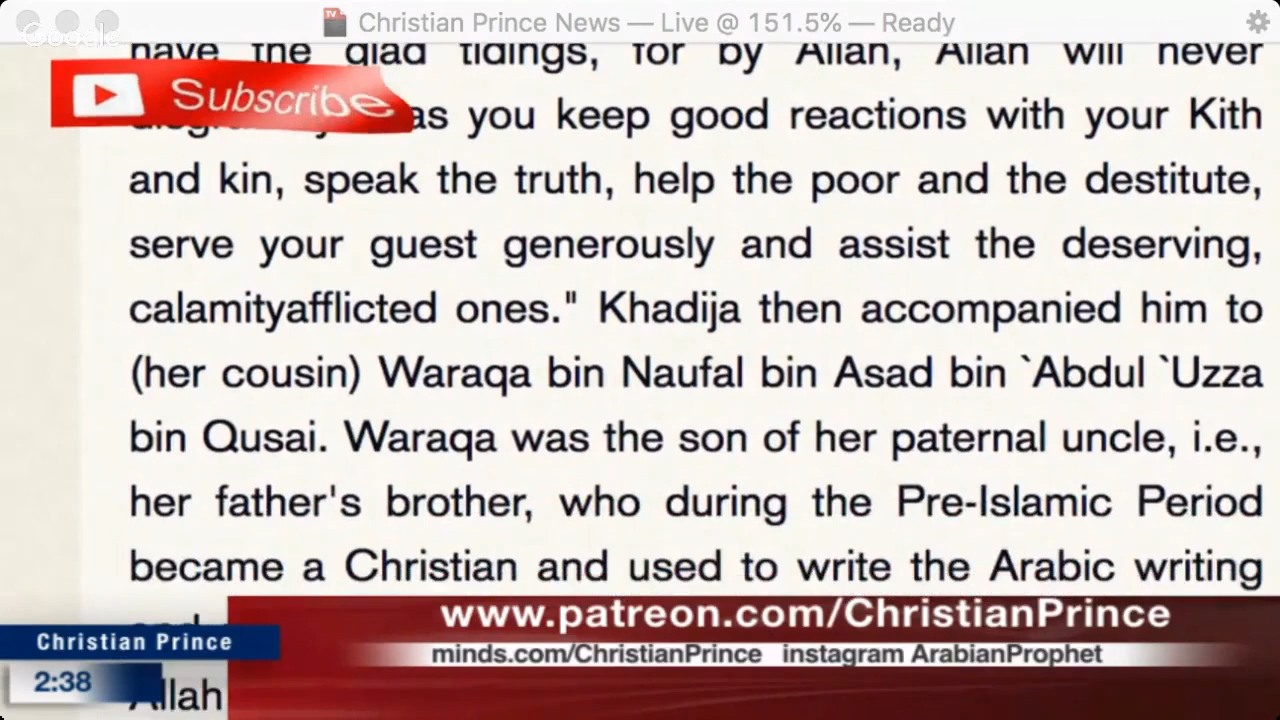 Christian Prince News — Live @ 151.5% — Ready
Google
have the glad tidings, for by Allah, Allah will never
Subscribe
as you keep good reactions with your Kith
and kin, speak the truth, help the poor and the destitute,
serve your guest generously and assist the deserving,
calamityafflicted ones." Khadija then accompanied him to
(her cousin) Waraqa bin Naufal bin Asad bin `Abdul `Uzza
bin Qusai. Waraqa was the son of her paternal uncle, i.e.,
her father's brother, who during the Pre-Islamic Period
became a Christian and used to write the Arabic writing
www.patreon.com/ChristianPrince
Christian Prince
minds.com/ChristianPrince instagram ArabianProphet
2:38
Allah